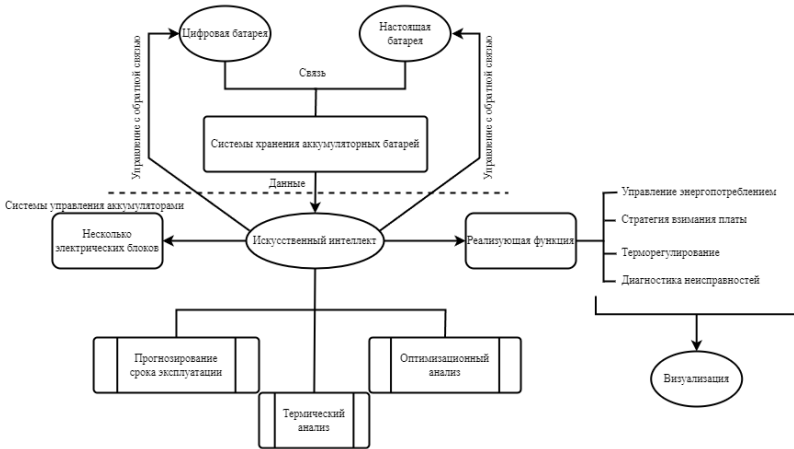 Цифровая батарея
Настоящая
батарея
Управление с обратной связью
Связь
Управление с обратной связью
Системы хранения аккумуляторных батарей
Данные
Системы управления аккумуляторами
Несколько
электрических блоков
Искусственный интеллект
Реализующая функция
Управление энергопотреблением
Стратегия взимания платы
Терморегулирование
Диагностика неисправностей
Прогнозирование
срока эксплуатации
Оптимизационный
анализ
Термический
анализ
Визуализация